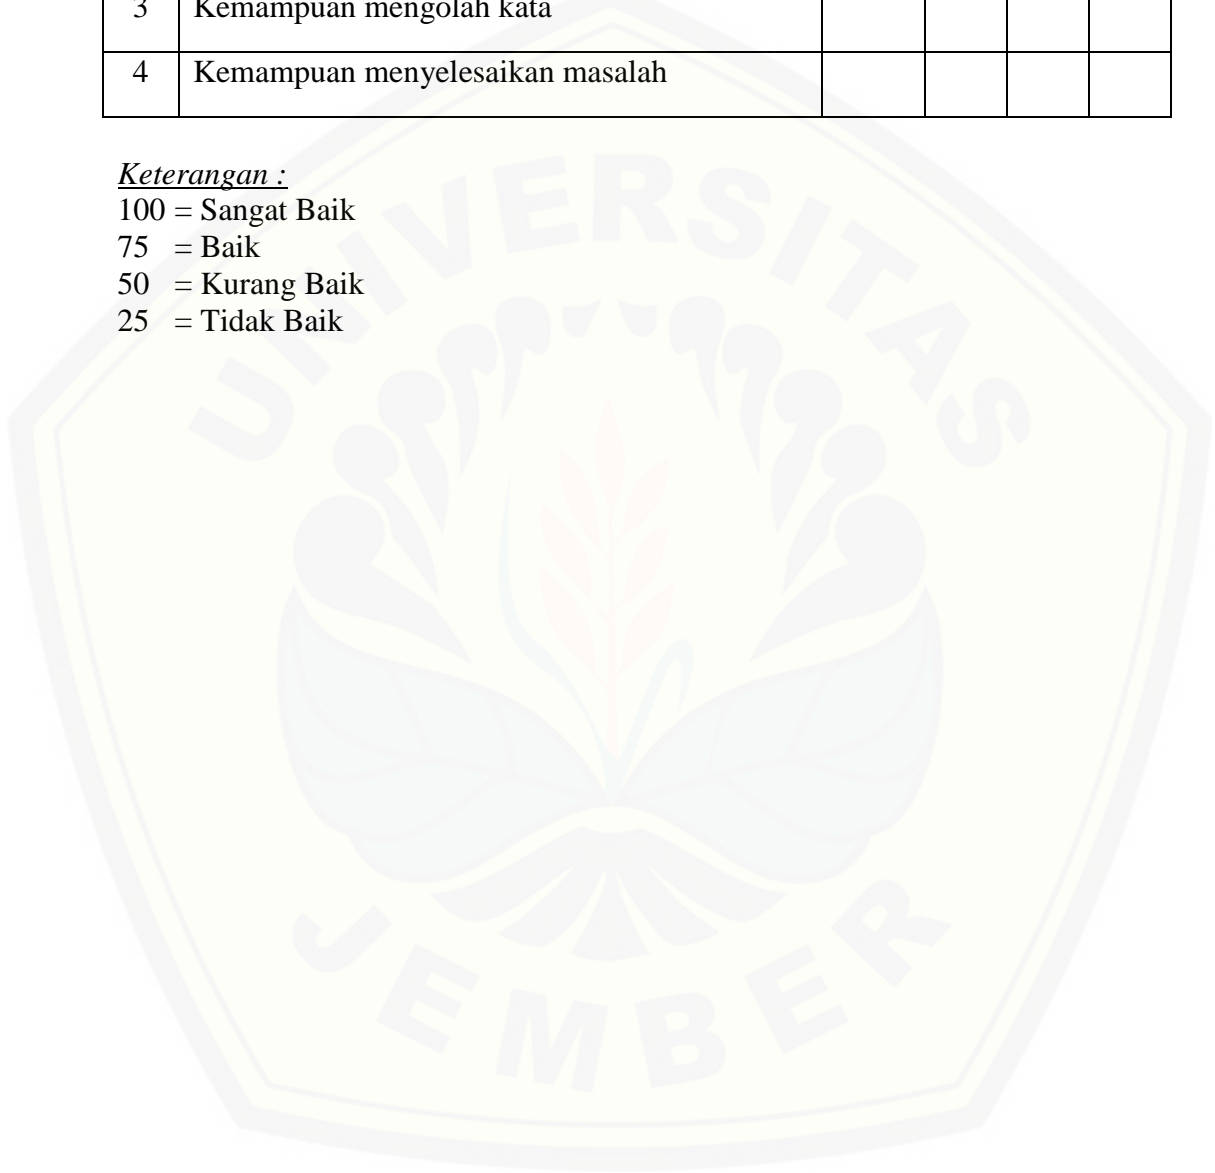 3 Kemampuan mengolah kata
4 Kemampuan menyelesaikan masalah
Keterangan :
100 = Sangat Baik
75 = Baik
50 = Kurang Baik
25 = Tidak Baik
UNIVERSITAS
JEMBER